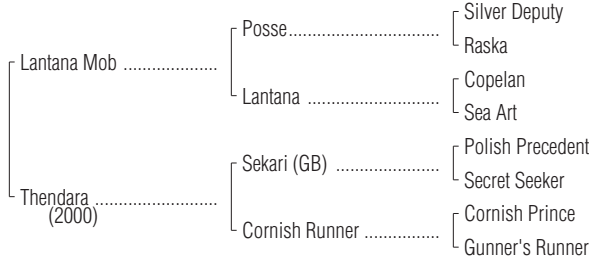 Silver Deputy
Posse........................................
Raska
Lantana Mob ....................
Copelan
Lantana ...................................
Sea Art
Polish Precedent
Sekari (GB) ...........................
Secret Seeker
Thendara ..........................
(2000)
Cornish Prince
Cornish Runner ...................
Gunner's Runner